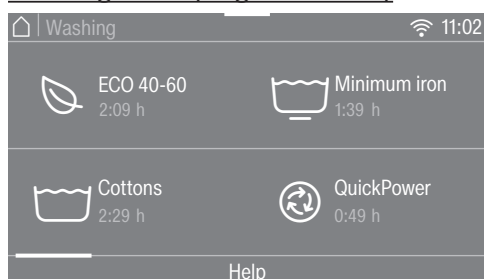 Washing 11:02
ECO 40-60 Minimum iron
2:09 h 1:39 h
Cottons QuickPower
2:29 h 0:49 h
Help